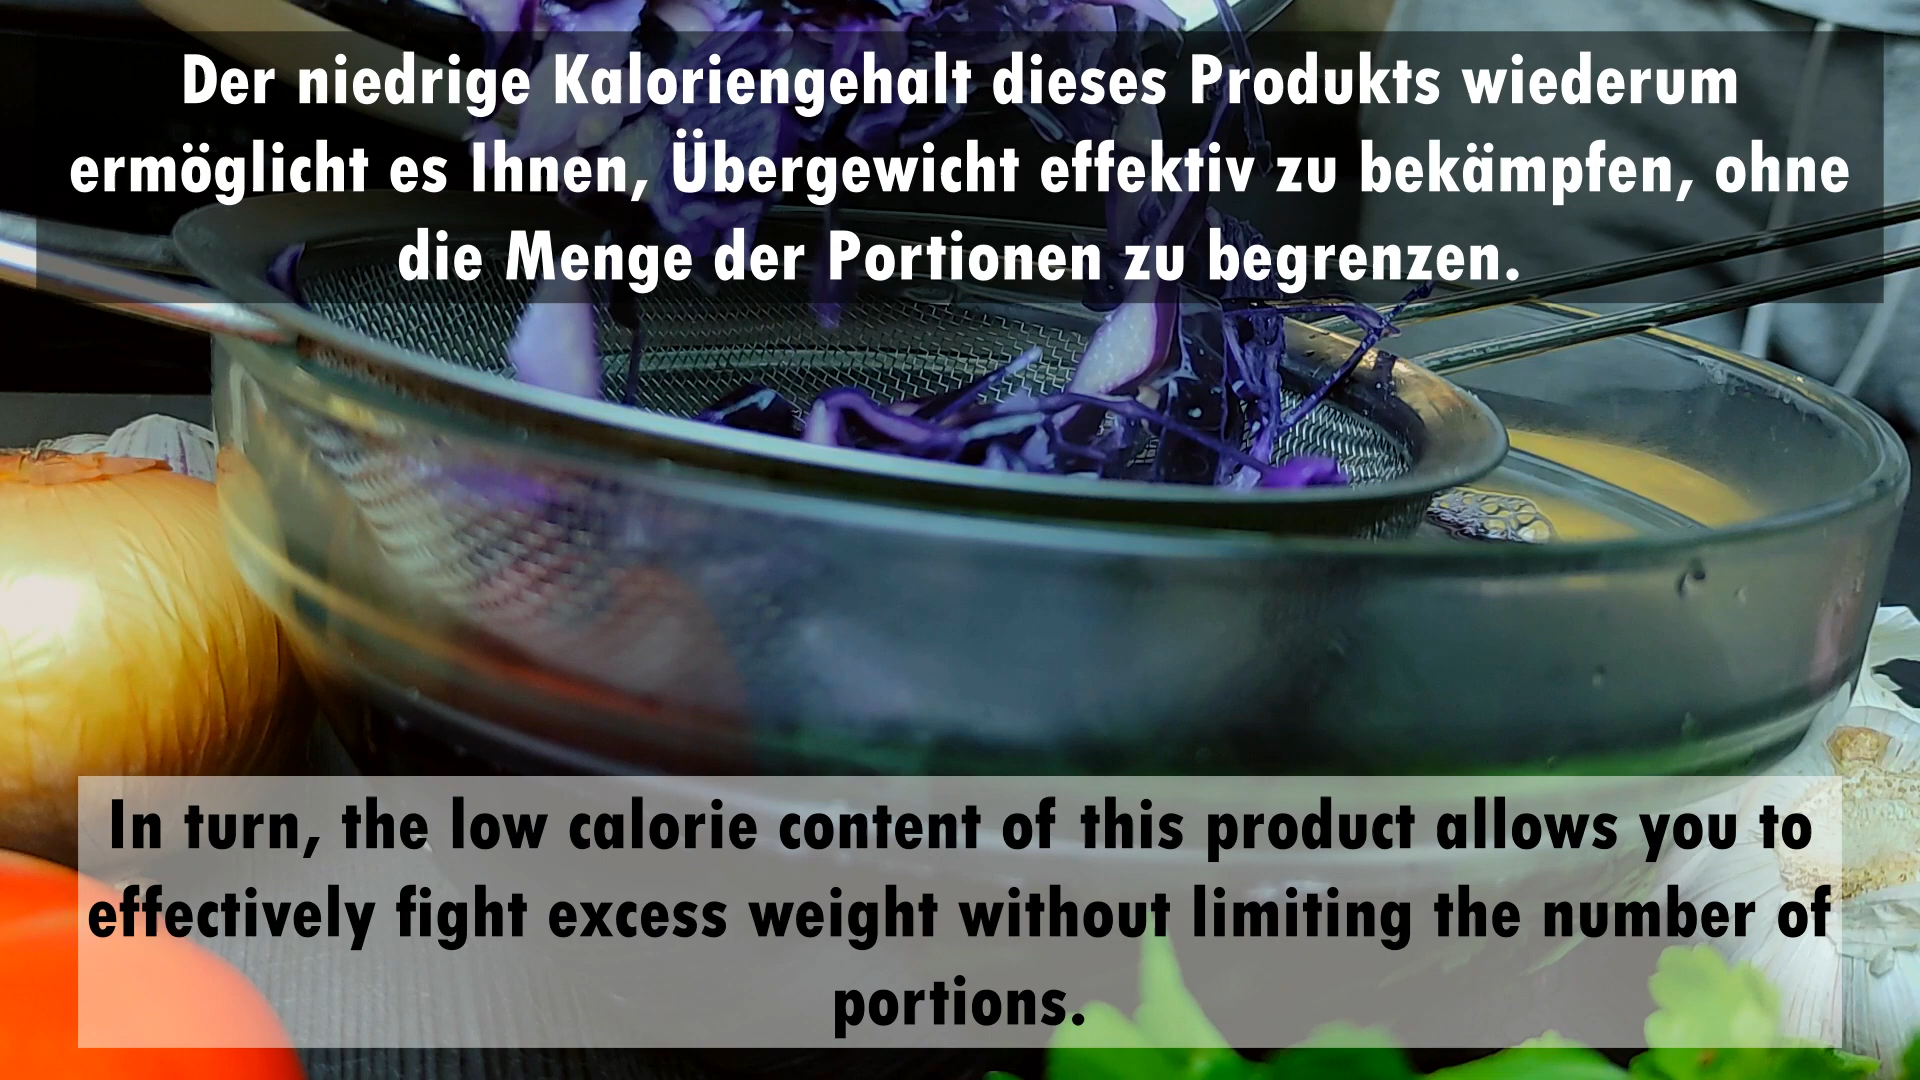 Der niedrige Kaloriengehalt dieses Produkts wiederum
ermöglicht es Ihnen, Übergewicht effektiv zu bekämpfen, ohne
die Menge der Portionen zu begrenzen.
In turn, the low calorie content of this product allows you to
effectively fight excess weight without limiting the number of
portions.